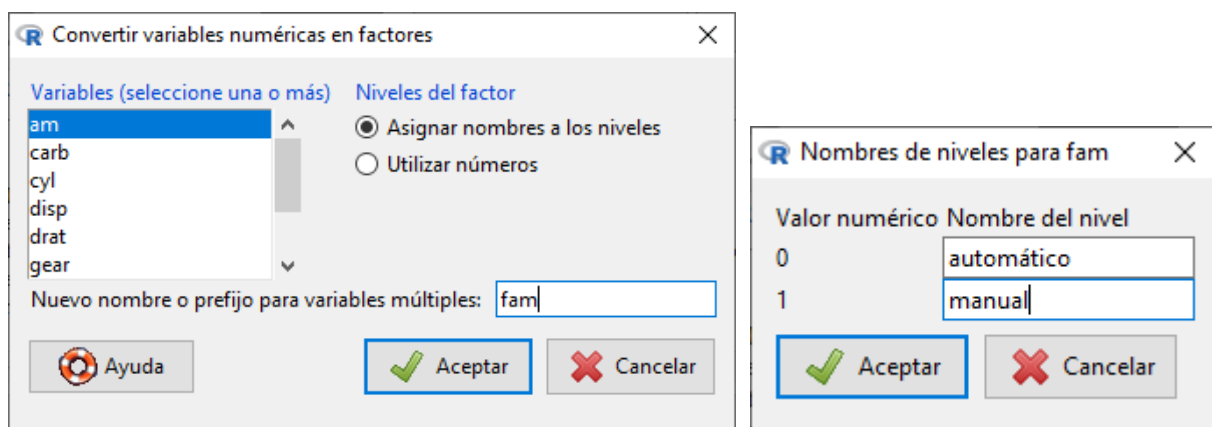 Convertir variables numéricas en factores
Variables (seleccione una o más) Niveles del factor
am
carb
cyl
disp
drat
gear
Asignar nombres a los niveles
Utilizar números
Nuevo nombre o prefijo para variables múltiples: fam
Ayuda Aceptar Cancelar
Nombres de niveles para fam
Valor numérico Nombre del nivel
0 automático
1 manual
Aceptar Cancelar